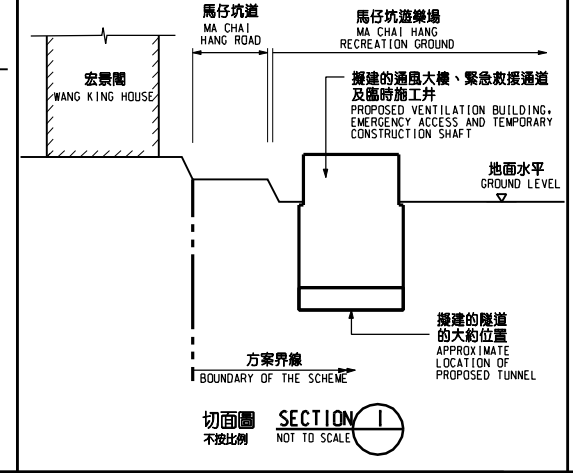 馬仔坑道
MA CHAI
HANG ROAD
馬仔坑遊樂場
MA CHAI HANG
RECREATION GROUND
宏景閣
WANG KING HOUSE
擬建的通風大樓、緊急救援通道
及臨時施工井
PROPOSED VENTILATION BUILDING,
EMERGENCY ACCESS AND TEMPORARY
CONSTRUCTION SHAFT
地面水平
GROUND LEVEL
擬建的隧道
的大約位置
APPROXIMATE
LOCATION OF
PROPOSED TUNNEL
方案界線
BOUNDARY OF THE SCHEME
切面圖 SECTION 1
不按比例 NOT TO SCALE